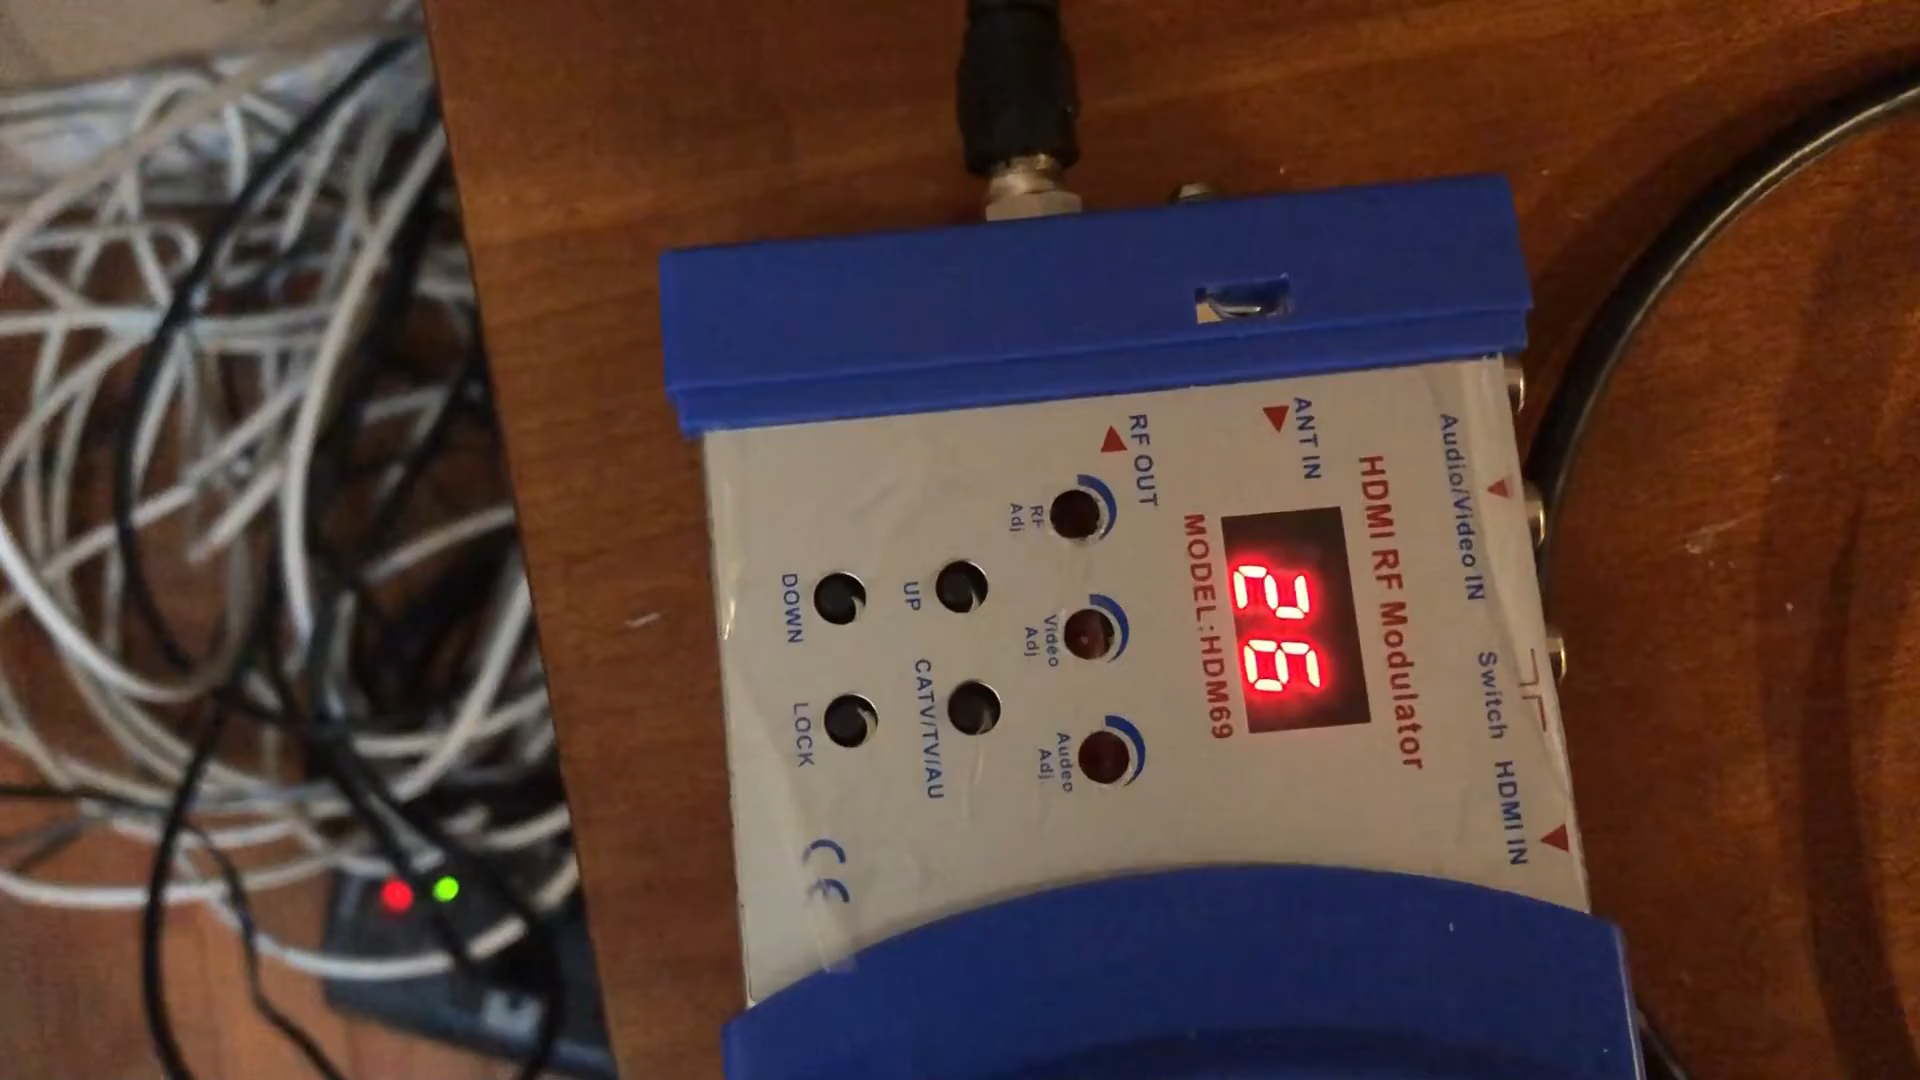 Audio/Video IN
Switch
HDMI IN
HDMI RF Modulator
ANT IN
26
MODEL:HDM69
RF OUT
RF
Adj
Video
Adj.
Audeo
Adj.
UP
CATV/TV/AU
DOWN
LOCK
CE